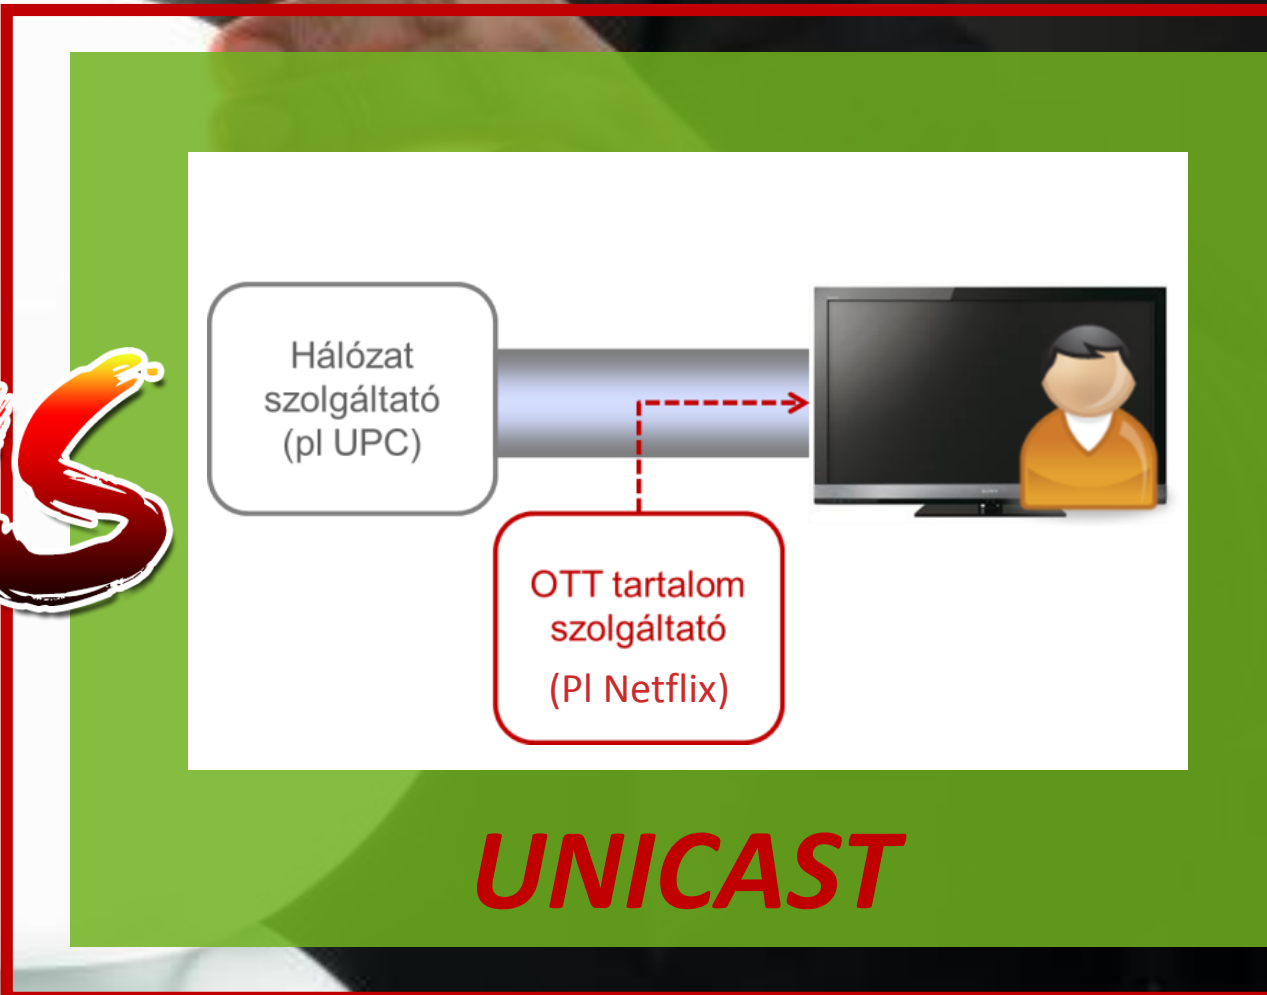 Hálózat
szolgáltató
(pl UPC)
S
OTT tartalom
szolgáltató
(Pl Netflix)
UNICAST